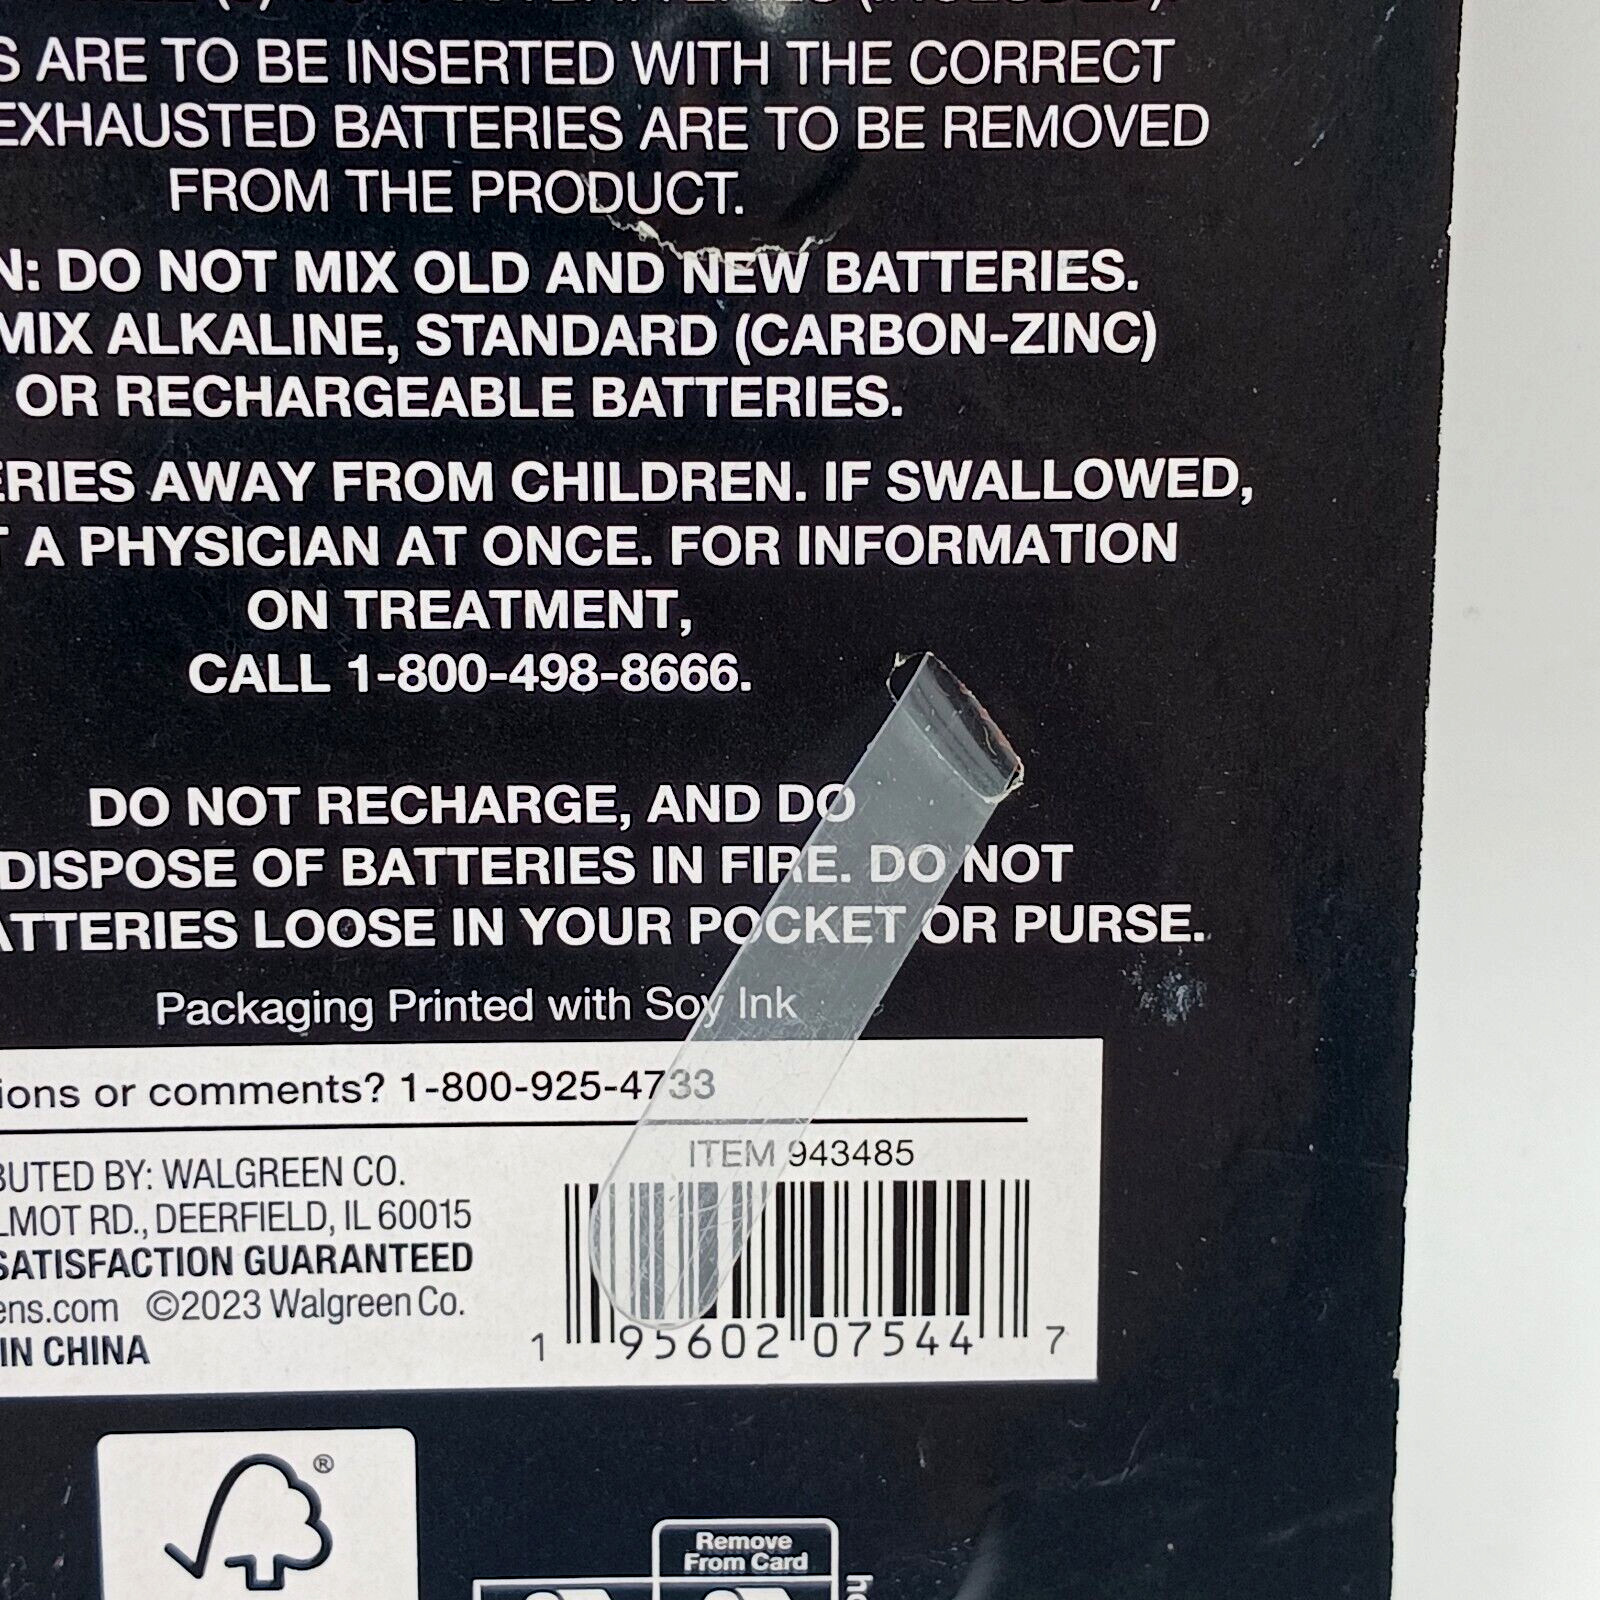 S ARE TO BE INSERTED WITH THE CORRECT
EXHAUSTED BATTERIES ARE TO BE REMOVED
FROM THE PRODUCT.
N: DO NOT MIX OLD AND NEW BATTERIES.
MIX ALKALINE, STANDARD (CARBON-ZINC)
OR RECHARGEABLE BATTERIES.
ERIES AWAY FROM CHILDREN. IF SWALLOWED,
T A PHYSICIAN AT ONCE. FOR INFORMATION
ON TREATMENT,
CALL 1-800-498-8666.
DO NOT RECHARGE, AND DO
DISPOSE OF BATTERIES IN FIRE. DO NOT
ATTERIES LOOSE IN YOUR POCKET OR PURSE.
Packaging Printed with Soy Ink
ions or comments? 1-800-925-4733
BUTED BY: WALGREEN CO.
LMOT RD., DEERFIELD, IL 60015
SATISFACTION GUARANTEED
ens.com ©2023 Walgreen Co.
IN CHINA
ITEM 943485
1 95602 07544 7
®
Remove
From Card